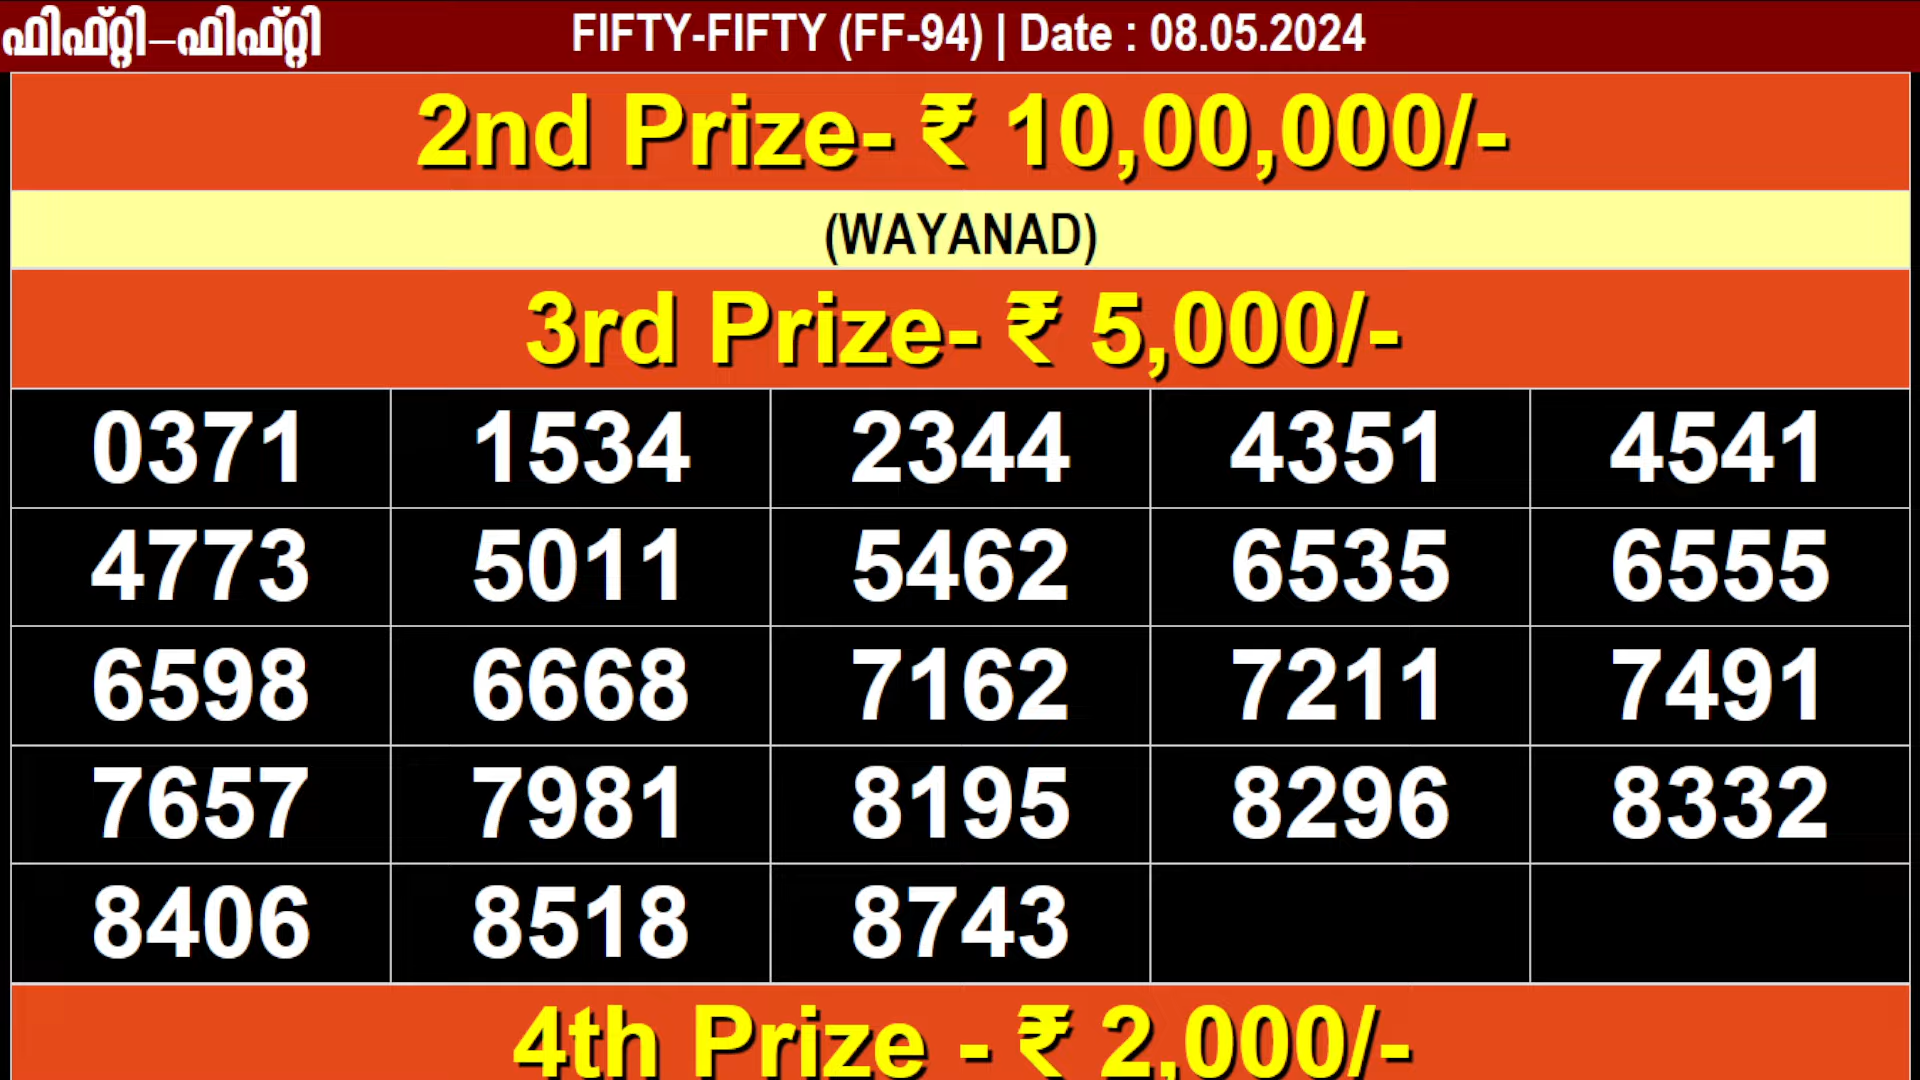 ഫിഫ്റ്റി–ഫിഫ്റ്റി FIFTY-FIFTY (FF-94) | Date : 08.05.2024
2nd Prize- ₹ 10,00,000/-
(WAYANAD)
3rd Prize- ₹ 5,000/-
0371 1534 2344 4351 4541
4773 5011 5462 6535 6555
6598 6668 7162 7211 7491
7657 7981 8195 8296 8332
8406 8518 8743
4th Prize - ₹ 2,000/-